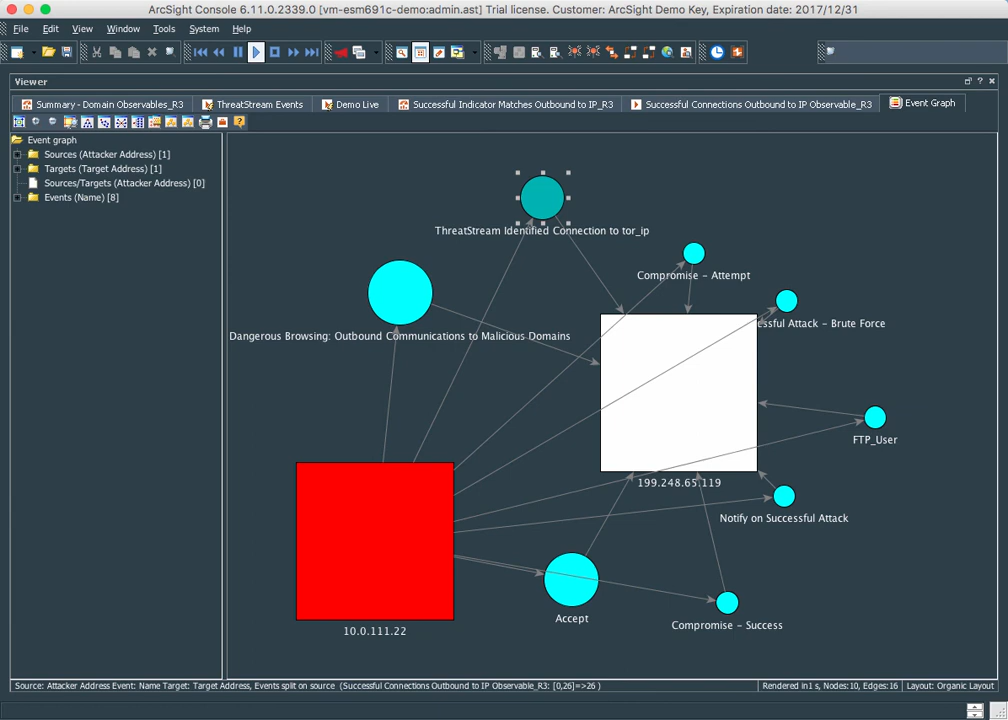 ArcSight Console 6.11.0.2339.0 [vm-esm691c-demo:admin.ast] Trial license. Customer: ArcSight Demo Key, Expiration date: 2017/12/31
File Edit View Window Tools System Help
Viewer
Summary - Domain Observables_R3 ThreatStream Events Demo Live Successful Indicator Matches Outbound to IP_R3 Successful Connections Outbound to IP Observable_R3 Event Graph
Event graph
Sources (Attacker Address) [1]
Targets (Target Address) [1]
Sources/Targets (Attacker Address) [0]
Events (Name) [8]
ThreatStream Identified Connection to tor_ip
Compromise - Attempt
essful Attack - Brute Force
Dangerous Browsing: Outbound Communications to Malicious Domains
FTP_User
199.248.65.119
Notify on Successful Attack
Accept
Compromise - Success
10.0.111.22
Source: Attacker Address Event: Name Target: Target Address, Events split on source (Successful Connections Outbound to IP Observable_R3: [0,26]=>26 ) Rendered in1 s, Nodes:10, Edges:16 Layout: Organic Layout